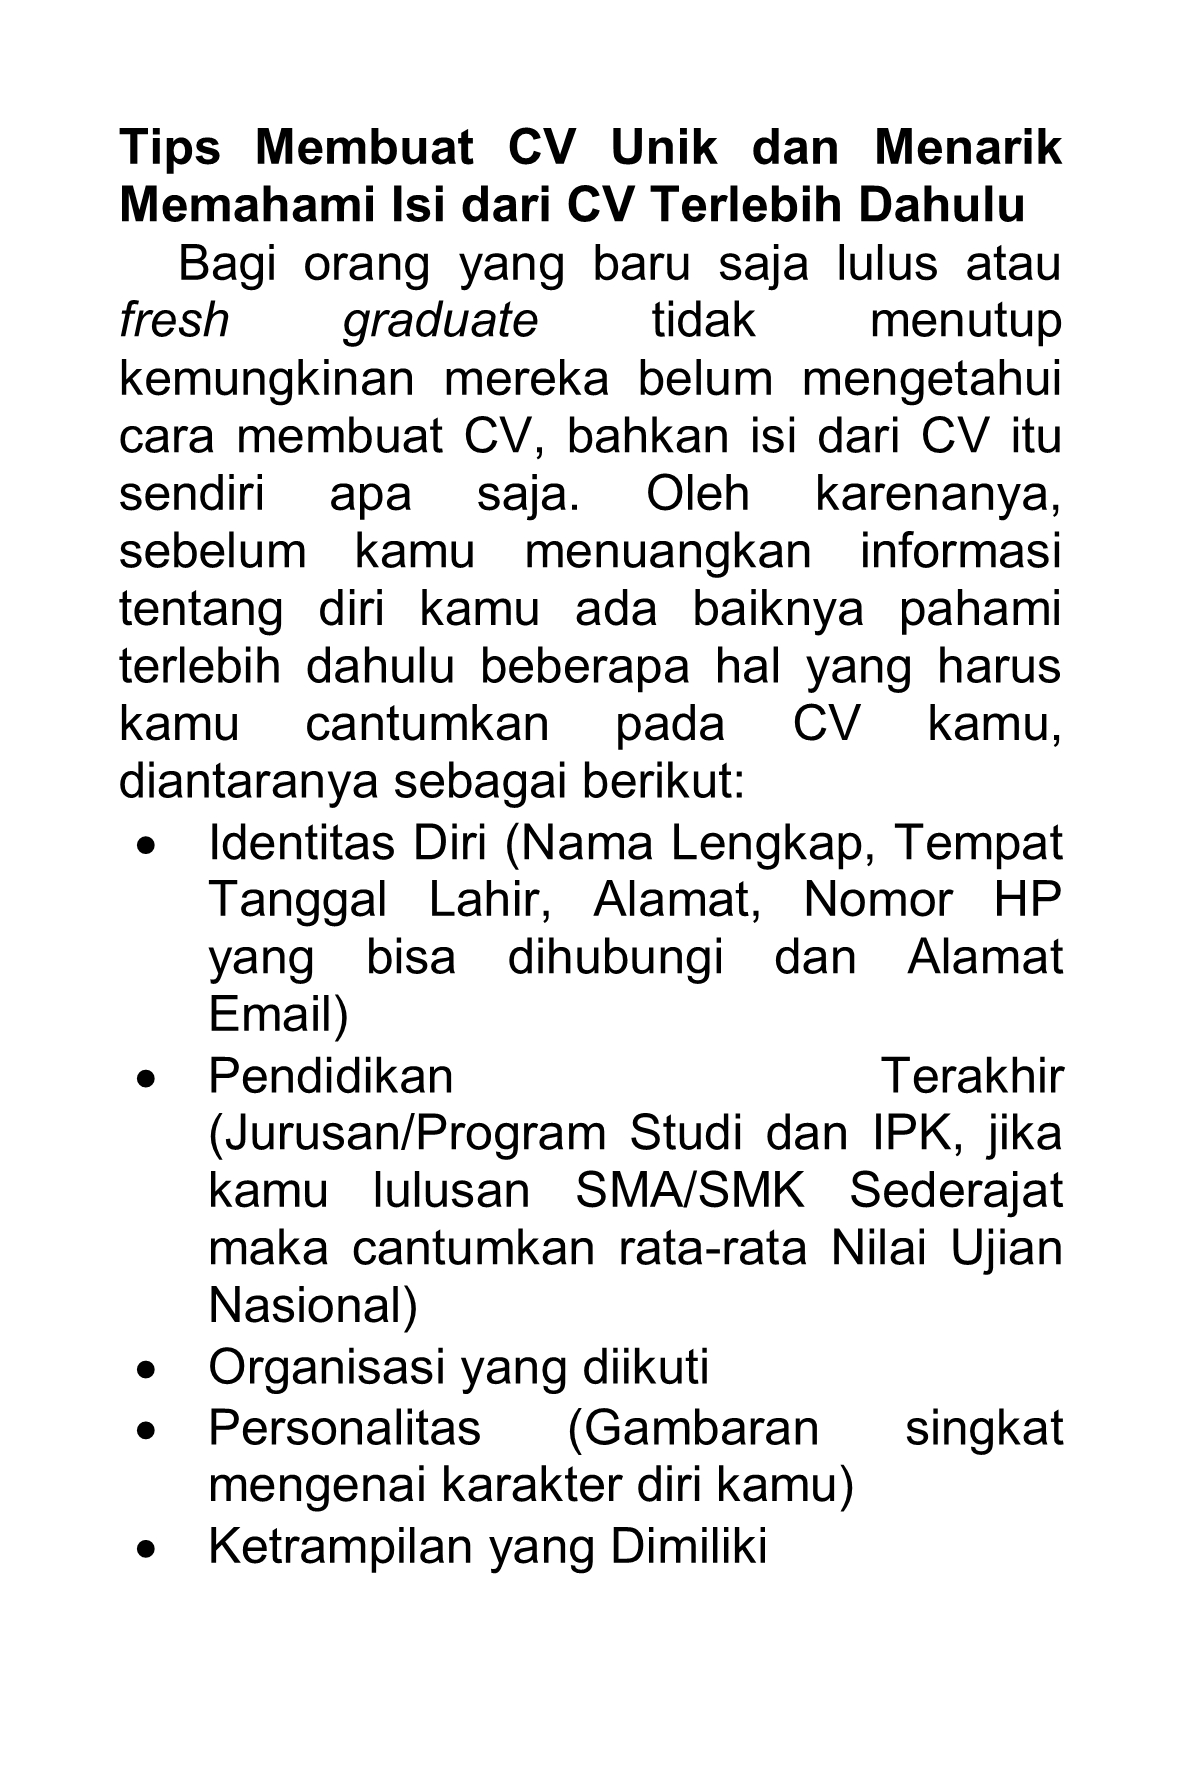 Tips Membuat CV Unik dan Menarik
Memahami Isi dari CV Terlebih Dahulu
Bagi orang yang baru saja lulus atau
fresh graduate tidak menutup
kemungkinan mereka belum mengetahui
cara membuat CV, bahkan isi dari CV itu
sendiri apa saja. Oleh karenanya,
sebelum kamu menuangkan informasi
tentang diri kamu ada baiknya pahami
terlebih dahulu beberapa hal yang harus
kamu cantumkan pada CV kamu,
diantaranya sebagai berikut:
• Identitas Diri (Nama Lengkap, Tempat
Tanggal Lahir, Alamat, Nomor HP
yang bisa dihubungi dan Alamat
Email)
• Pendidikan Terakhir
(Jurusan/Program Studi dan IPK, jika
kamu lulusan SMA/SMK Sederajat
maka cantumkan rata-rata Nilai Ujian
Nasional)
• Organisasi yang diikuti
• Personalitas (Gambaran singkat
mengenai karakter diri kamu)
• Ketrampilan yang Dimiliki